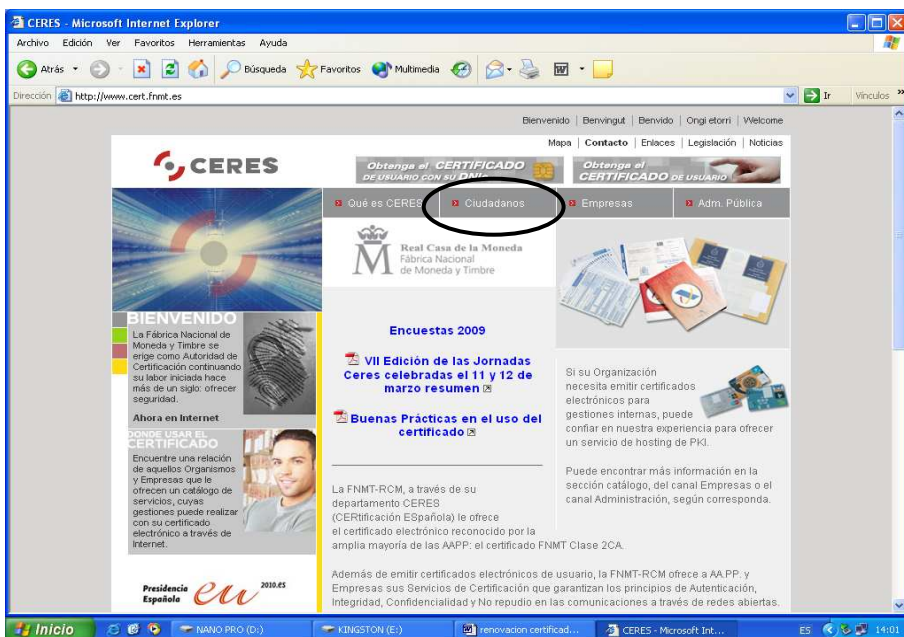 CERES - Microsoft Internet Explorer
Archivo Edición Ver Favoritos Herramientas Ayuda
Atrás Búsqueda Favoritos Multimedia
Dirección http://www.cert.fnmt.es Ir Vínculos »
Bienvenido | Benvingut | Benvido | Ongi etorri | Welcome
Mapa | Contacto | Enlaces | Legislación | Noticias
CERES
Obtenga el CERTIFICADO
DE USUARIO CON SU DNIe
Obtenga el
CERTIFICADO DE USUARIO
Qué es CERES Ciudadanos Empresas Adm. Pública
M
Real Casa de la Moneda
Fábrica Nacional
de Moneda y Timbre
BIENVENIDO
La Fábrica Nacional de
Moneda y Timbre se
erige como Autoridad de
Certificación continuando
su labor iniciada hace
más de un siglo: ofrecer
seguridad.
Ahora en Internet
DONDE USAR EL
CERTIFICADO
Encuentre una relación
de aquellos Organismos
y Empresas que le
ofrecen un catálogo de
servicios, cuyas
gestiones puede realizar
con su certificado
electrónico a través de
Internet.
Presidencia
Española
eu
2010.es
Encuestas 2009
VII Edición de las Jornadas
Ceres celebradas el 11 y 12 de
marzo resumen
Buenas Prácticas en el uso del
certificado
La FNMT-RCM, a través de su
departamento CERES
(CERtificación ESpañola) le ofrece
el certificado electrónico reconocido por la
amplia mayoría de las AAPP: el certificado FNMT Clase 2CA.
Además de emitir certificados electrónicos de usuario, la FNMT-RCM ofrece a AA.PP. y
Empresas sus Servicios de Certificación que garantizan los principios de Autenticación,
Integridad, Confidencialidad y No repudio en las comunicaciones a través de redes abiertas.
Si su Organización
necesita emitir certificados
electrónicos para
gestiones internas, puede
confiar en nuestra experiencia para ofrecer
un servicio de hosting de PKI.
Puede encontrar más información en la
sección catálogo, del canal Empresas o el
canal Administración, según corresponda.
Inicio NANO PRO (D:) KINGSTON (E:) renovacion certificad... CERES - Microsoft Int... ES 14:01